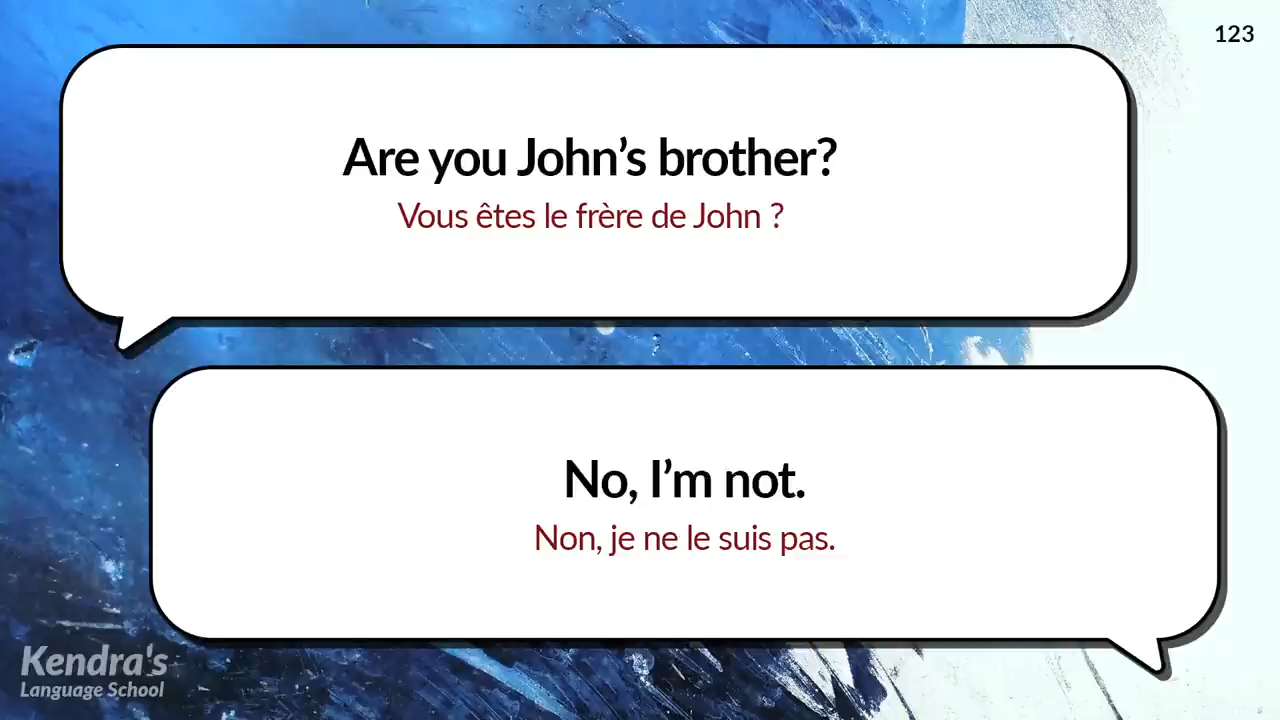 123
Are you John’s brother?
Vous êtes le frère de John ?
No, I’m not.
Non, je ne le suis pas.
Kendra's
Language School